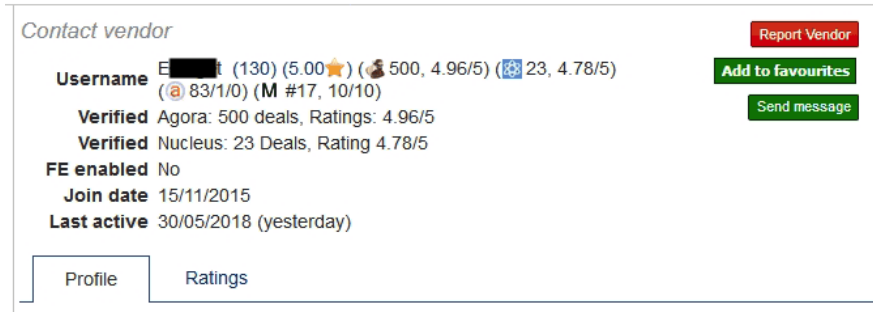 Contact vendor
Report Vendor
Username E t (130) (5.00) (500, 4.96/5) (23, 4.78/5)
Add to favourites
(a 83/1/0) (M #17, 10/10)
Send message
Verified Agora: 500 deals, Ratings: 4.96/5
Verified Nucleus: 23 Deals, Rating 4.78/5
FE enabled No
Join date 15/11/2015
Last active 30/05/2018 (yesterday)
Profile Ratings